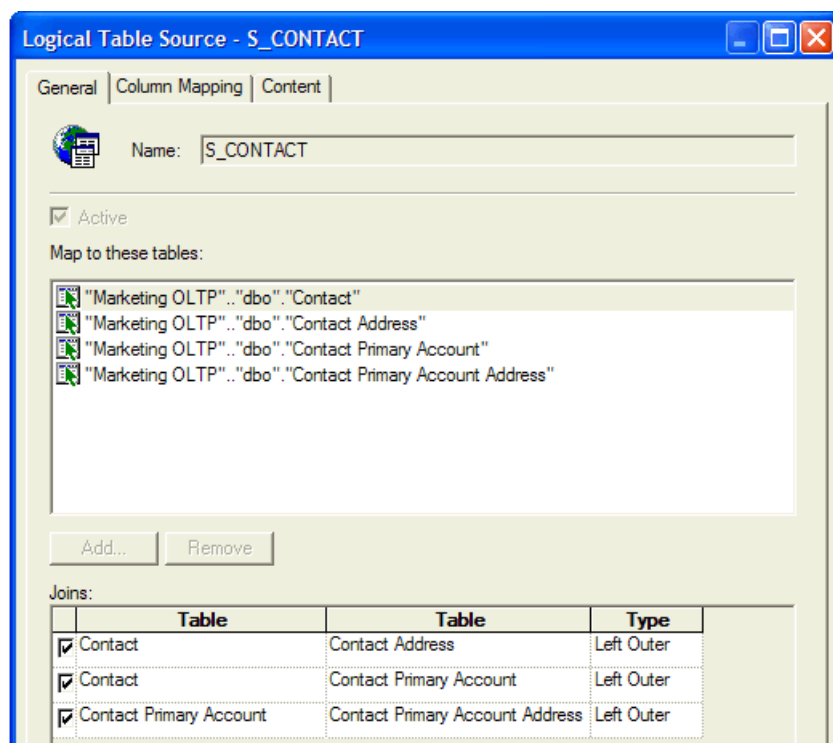 Logical Table Source - S_CONTACT
General Column Mapping Content
Name: S_CONTACT
Active
Map to these tables:
"Marketing OLTP".."dbo"."Contact"
"Marketing OLTP".."dbo"."Contact Address"
"Marketing OLTP".."dbo"."Contact Primary Account"
"Marketing OLTP".."dbo"."Contact Primary Account Address"
Add... Remove
Joins:
Table Table Type
Contact Contact Address Left Outer
Contact Contact Primary Account Left Outer
Contact Primary Account Contact Primary Account Address Left Outer